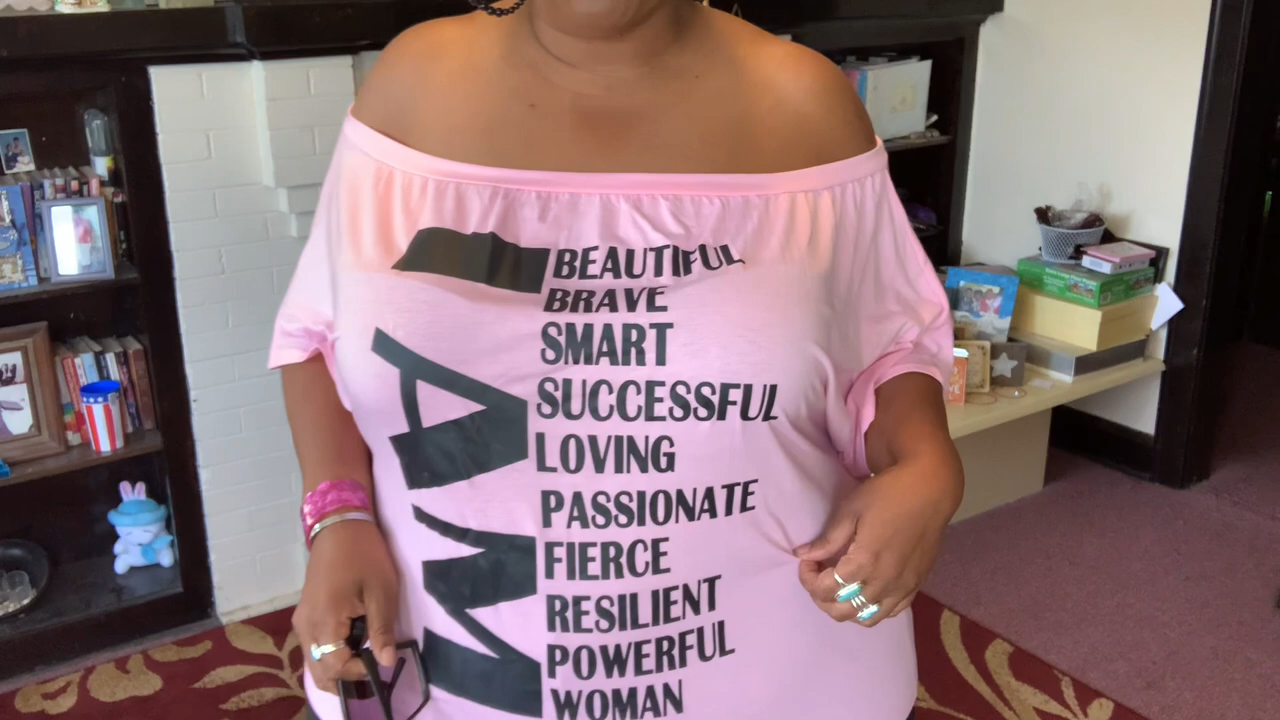 I AM
BEAUTIFUL
BRAVE
SMART
SUCCESSFUL
LOVING
PASSIONATE
FIERCE
RESILIENT
POWERFUL
WOMAN